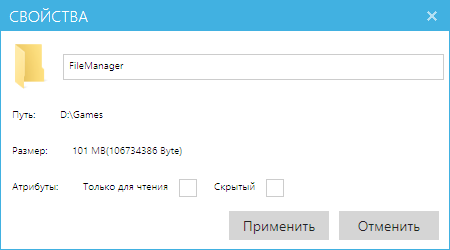 СВОЙСТВА
FileManager
Путь: D:\Games
Размер: 101 MB(106734386 Byte)
Атрибуты: Только для чтения Скрытый
Применить Отменить